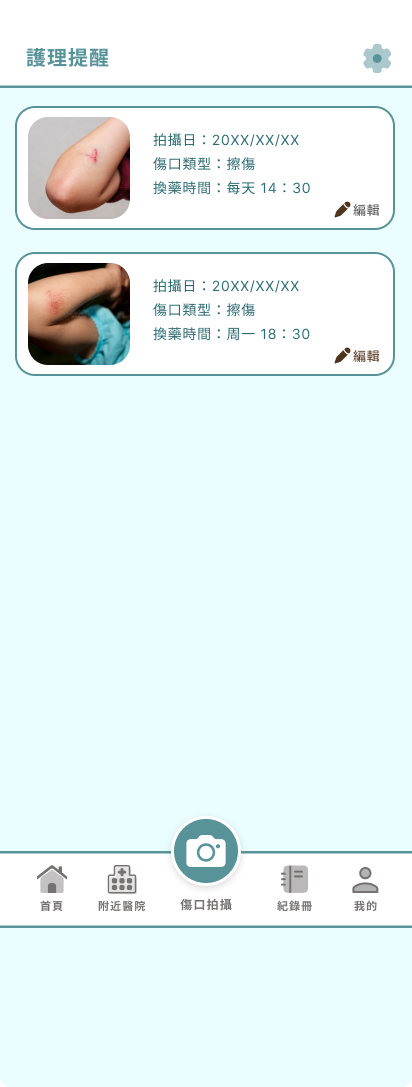 護理提醒
拍攝日：20XX/XX/XX
傷口類型：擦傷
換藥時間：每天 14：30
編輯
拍攝日：20XX/XX/XX
傷口類型：擦傷
換藥時間：周一 18：30
編輯
首頁
附近醫院
傷口拍攝
紀錄冊
我的